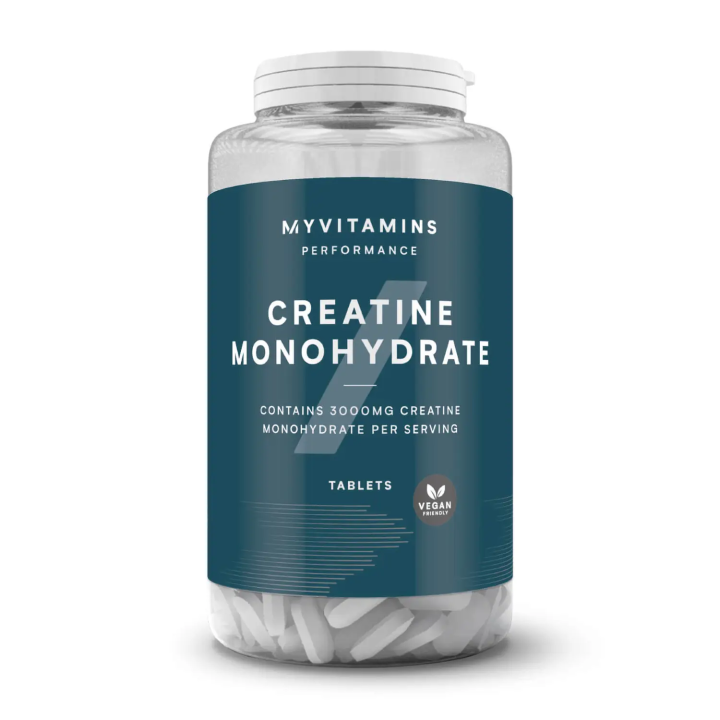 MYVITAMINS
PERFORMANCE
CREATINE
MONOHYDRATE
CONTAINS 3000MG CREATINE
MONOHYDRATE PER SERVING
TABLETS
VEGAN
FRIENDLY